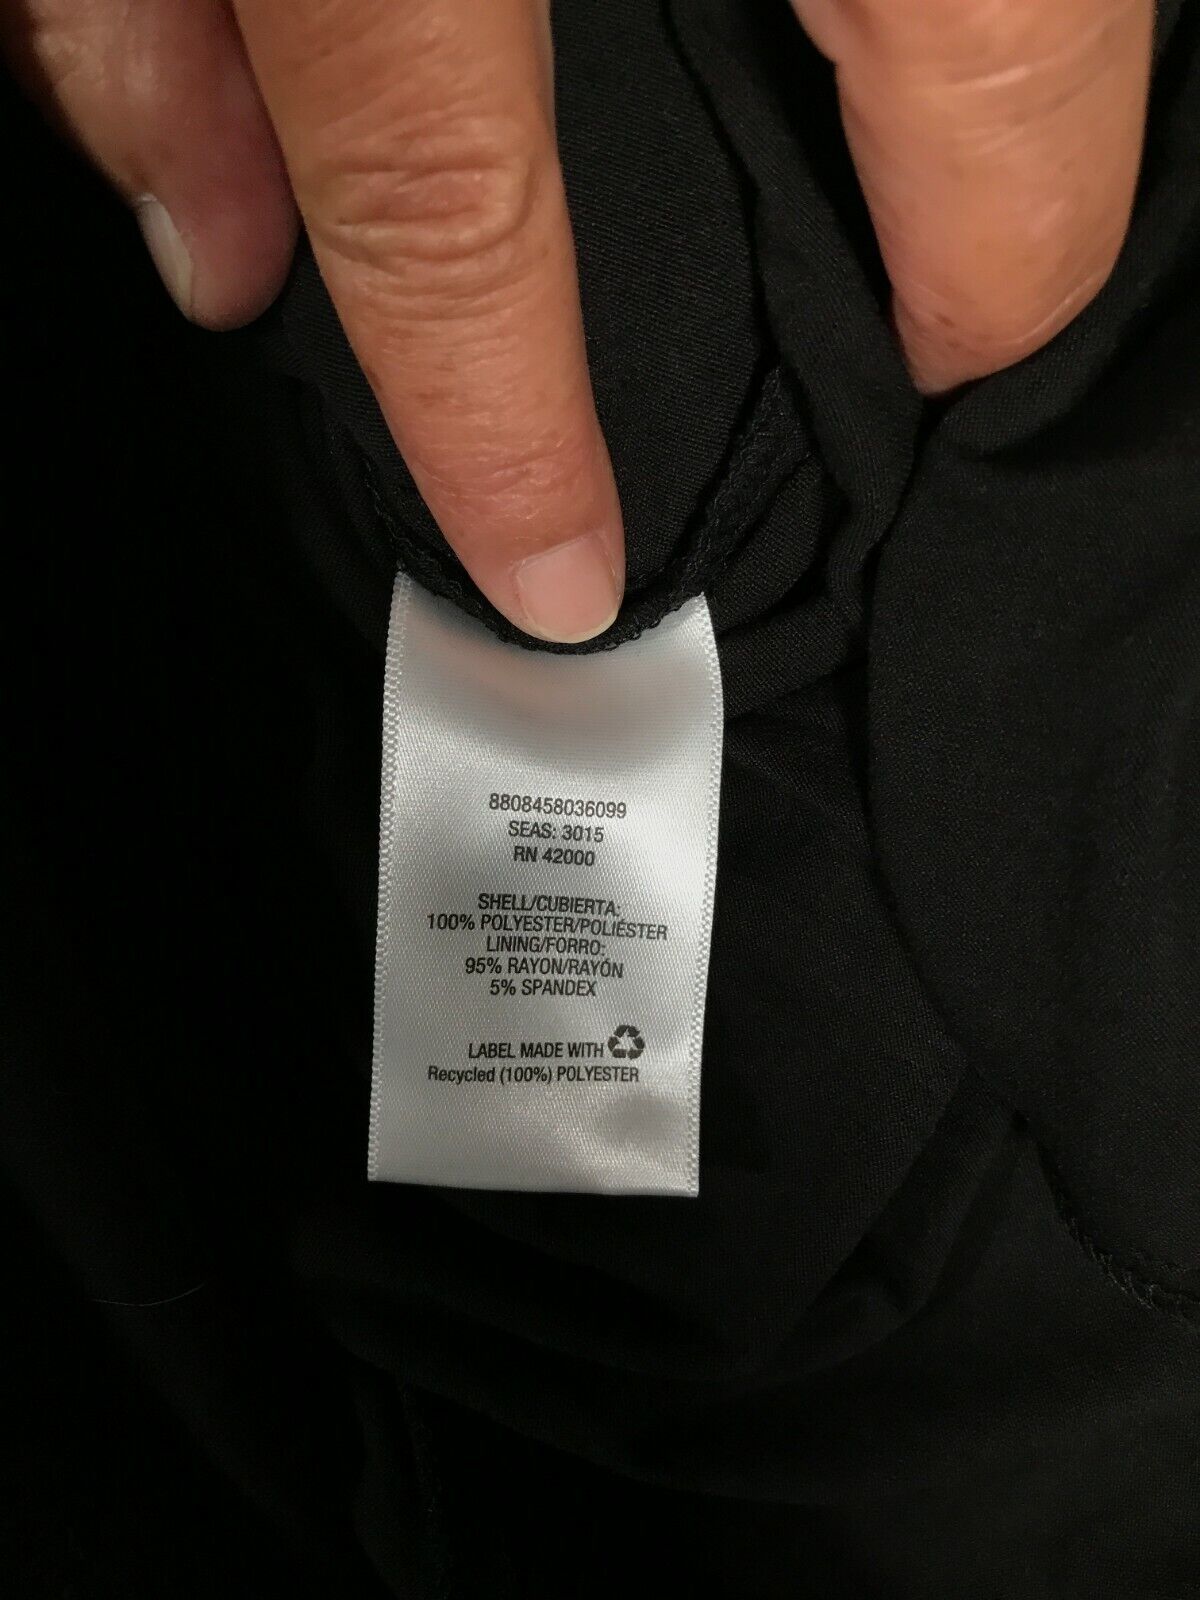 8808458036099
SEAS: 3015
RN 42000
SHELL/CUBIERTA:
100% POLYESTER/POLIÉSTER
LINING/FORRO:
95% RAYON/RAYÓN
5% SPANDEX
LABEL MADE WITH
Recycled (100%) POLYESTER